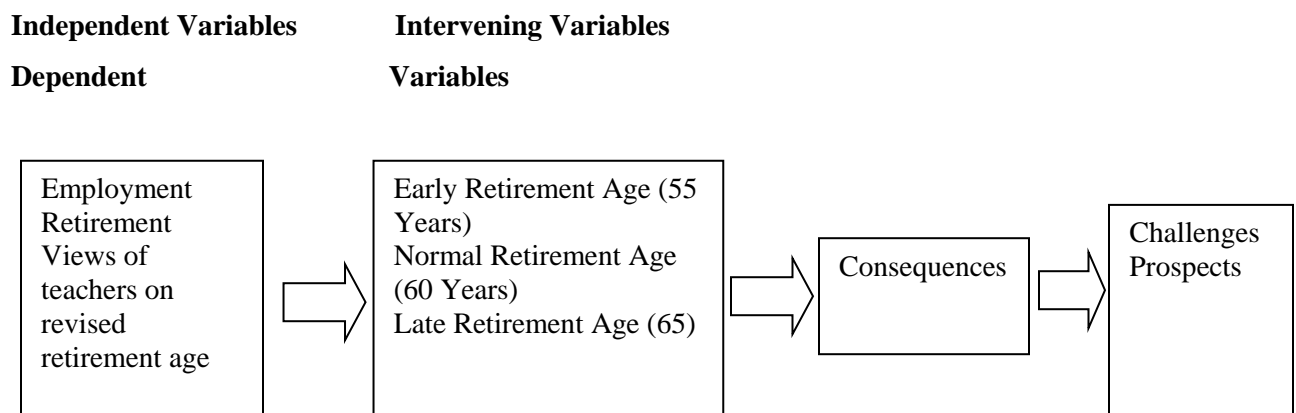 Independent Variables Intervening Variables
Dependent Variables
Employment
Retirement
Views of
teachers on
revised
retirement age
Early Retirement Age (55
Years)
Normal Retirement Age
(60 Years)
Late Retirement Age (65)
Consequences
Challenges
Prospects